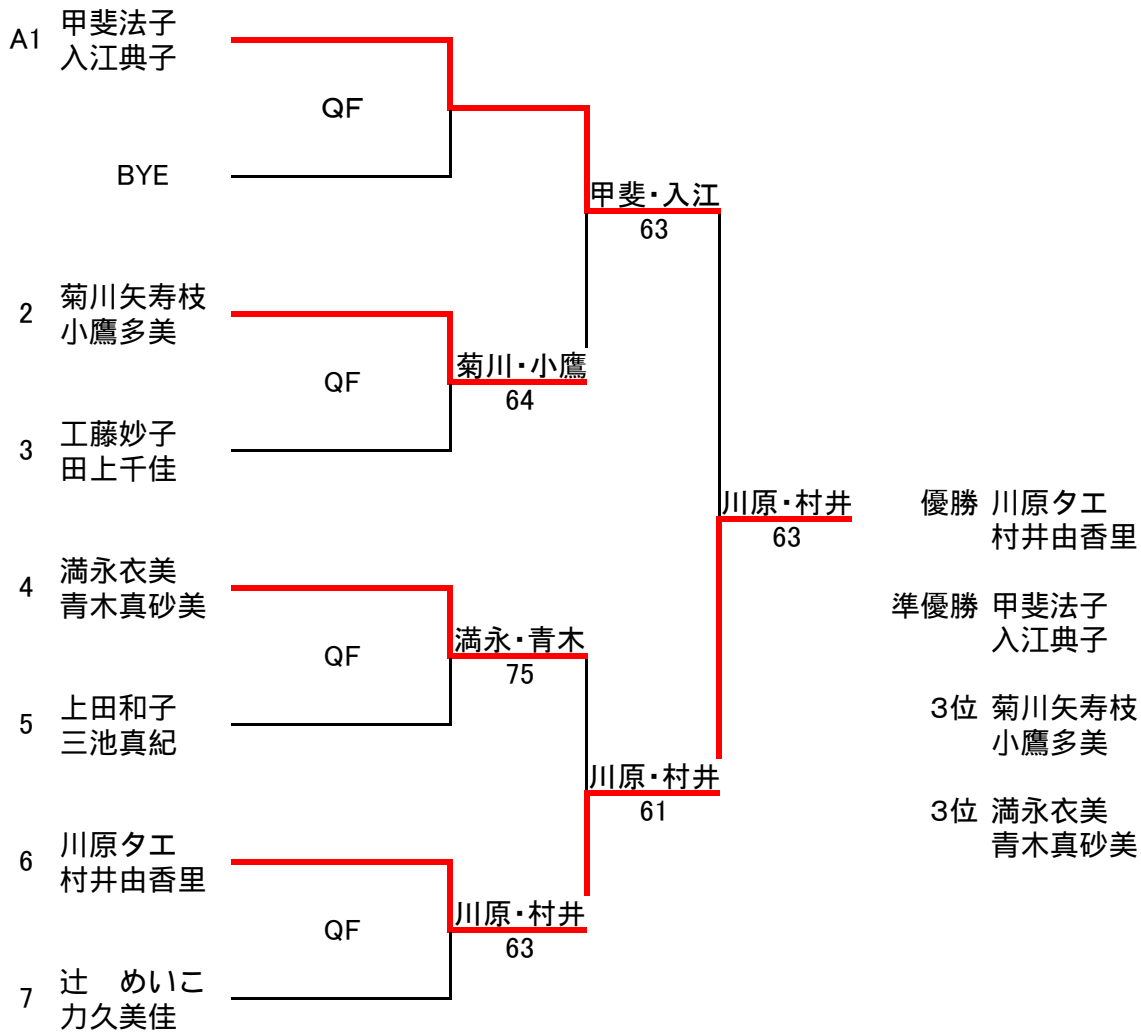 A1 甲斐法子
入江典子
QF
BYE
甲斐・入江
63
2 菊川矢寿枝
小鷹多美
QF
菊川・小鷹
64
3 工藤妙子
田上千佳
川原・村井
63
優勝 川原タエ
村井由香里
準優勝 甲斐法子
入江典子
3位 菊川矢寿枝
小鷹多美
3位 満永衣美
青木真砂美
4 満永衣美
青木真砂美
QF
満永・青木
75
5 上田和子
三池真紀
川原・村井
61
6 川原タエ
村井由香里
QF
川原・村井
63
7 辻　めいこ
力久美佳